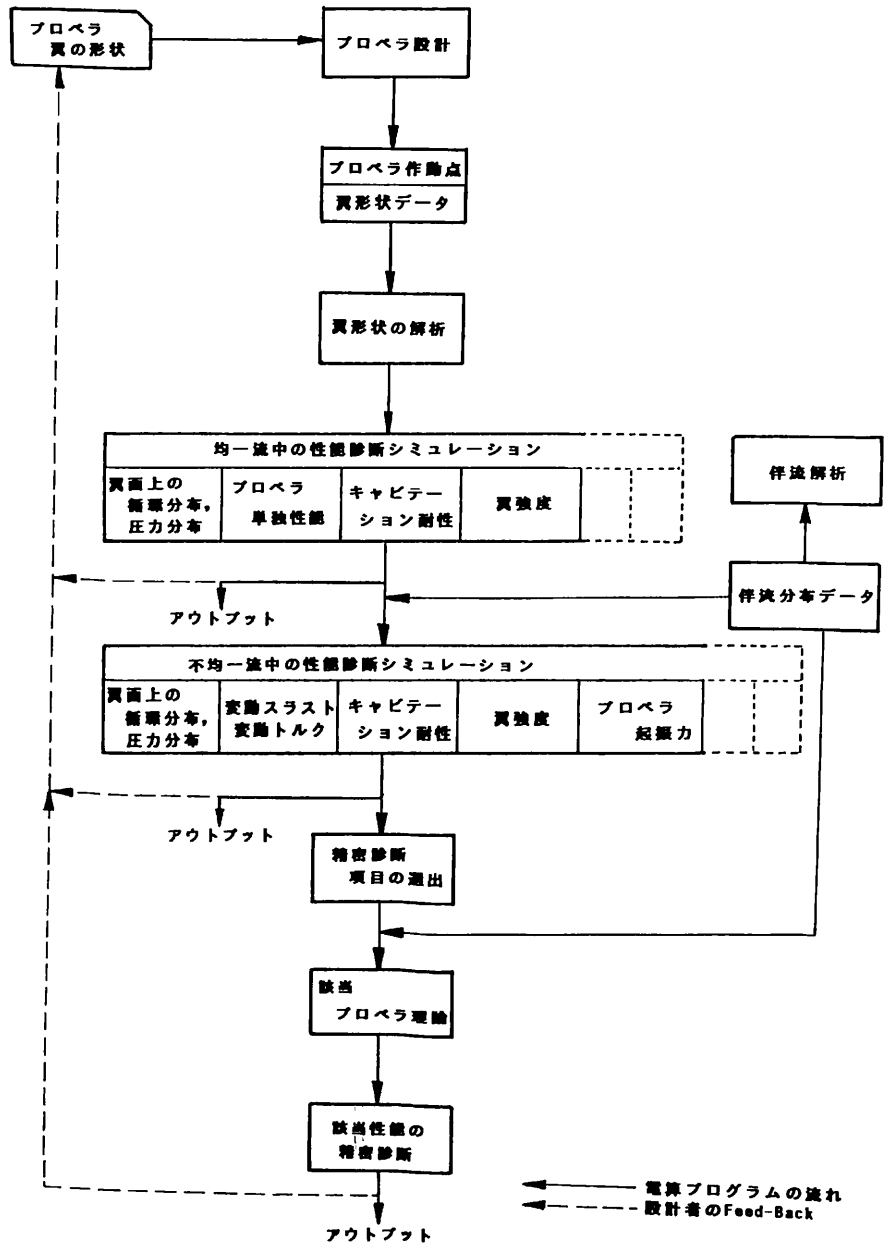 プロペラ
翼の形状
プロペラ設計
プロペラ作動点
翼形状データ
翼形状の解析
均一流中の性能診断シミュレーション
翼面上の
循環分布,
圧力分布
プロペラ
単独性能
キャビテー
ション耐性
翼強度
伴流解析
伴流分布データ
アウトプット
不均一流中の性能診断シミュレーション
翼面上の
循環分布,
圧力分布
変動スラスト
変動トルク
キャビテー
ション耐性
翼強度
プロペラ
起振力
アウトプット
精密診断
項目の選出
該当
プロペラ理論
該当性能の
精密診断
アウトプット
電算プログラムの流れ
設計者のFeed-Back